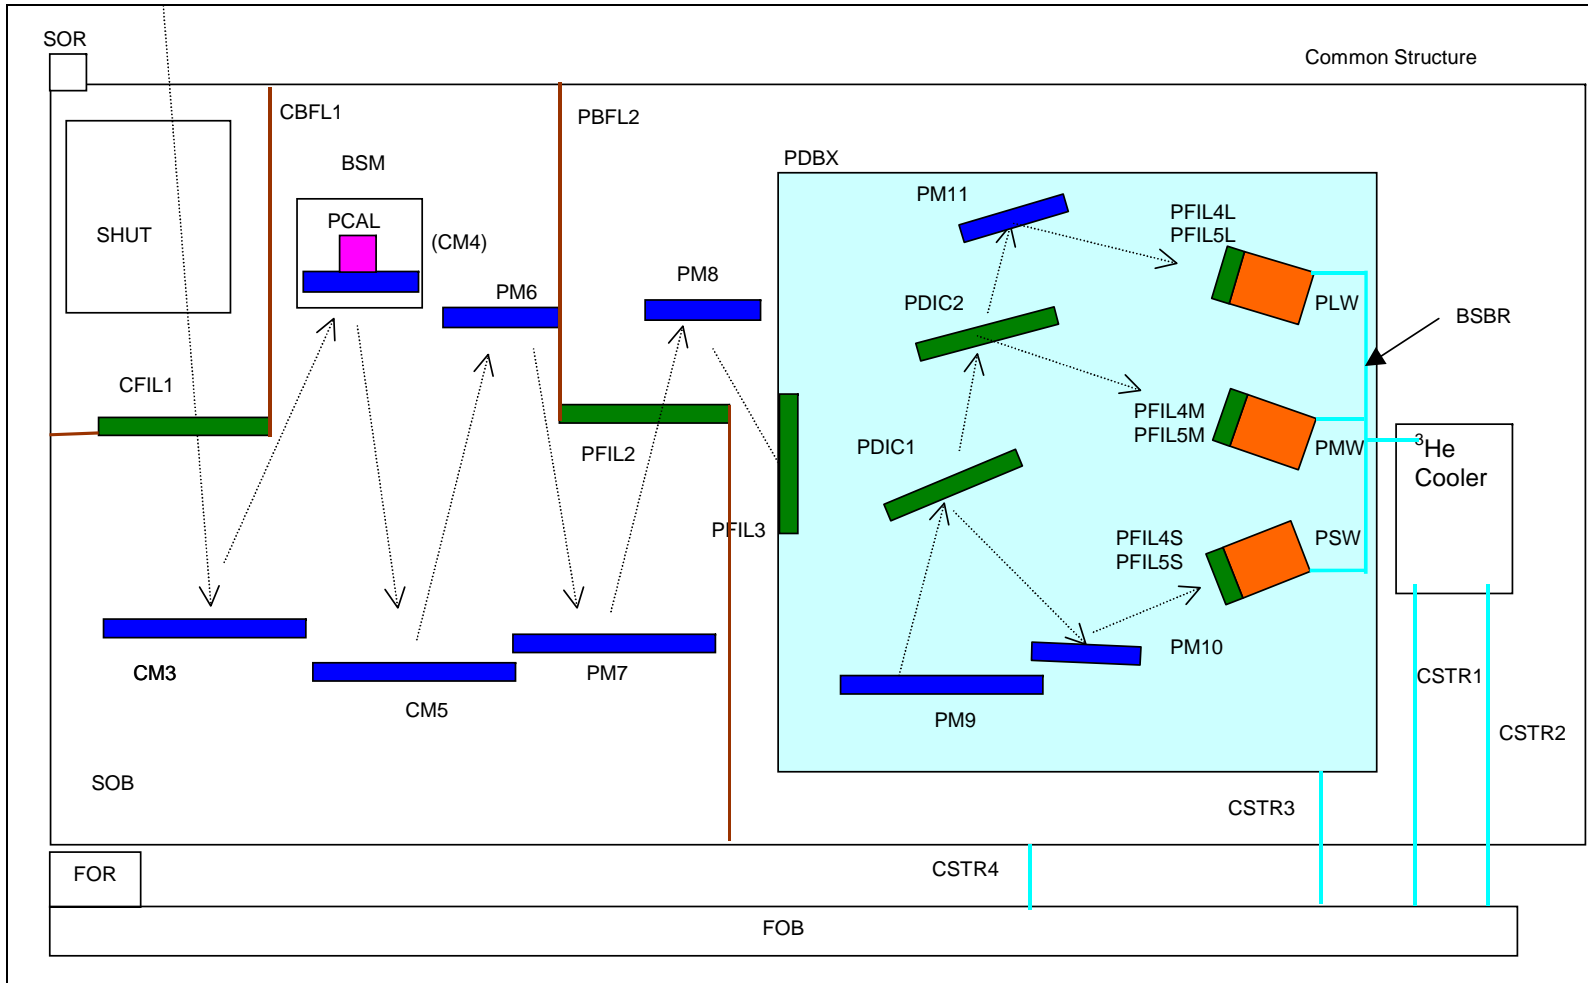 SOR
Common Structure
CBFL1
PBFL2
BSM
PDBX
SHUT
PCAL
(CM4)
PM6
PM8
PM11
PFIL4L
PFIL5L
PDIC2
PLW
BSBR
CFIL1
PFIL2
PFIL3
PDIC1
PFIL4M
PFIL5M
PMW
³He
Cooler
PFIL4S
PFIL5S
PSW
CM3
CM5
PM7
PM9
PM10
CSTR1
CSTR2
SOB
CSTR3
FOR
CSTR4
FOB